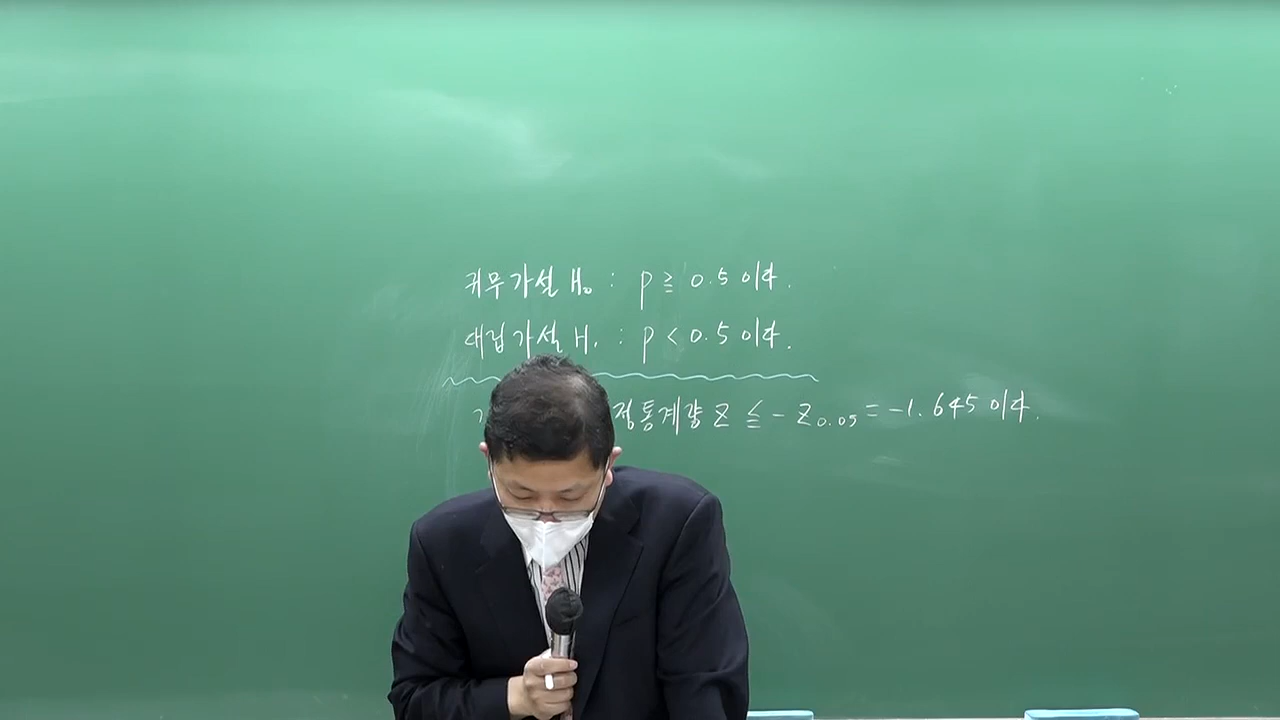 귀무가설 H₀ : p ≧ 0.5 이다.
대립가설 H₁ : p < 0.5 이다.
정통계량 Z ≦ - Z₀.₀₅ = -1.645 이다.